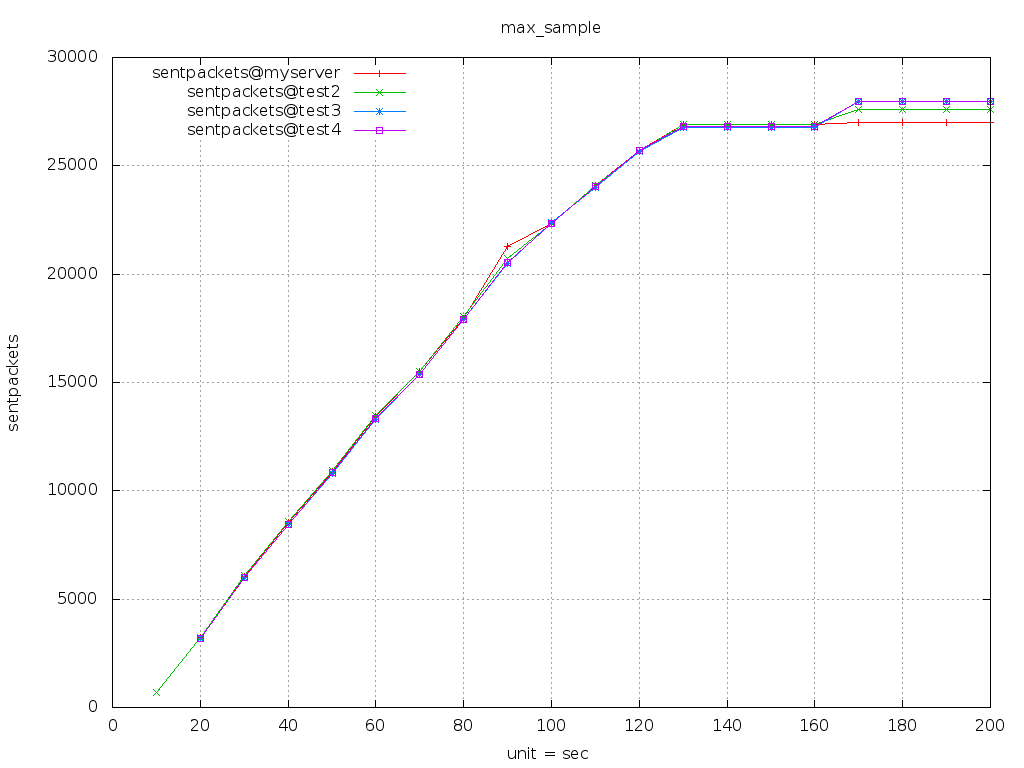 max_sample
30000
25000
20000
15000
10000
5000
0
sentpackets
sentpackets@myserver
sentpackets@test2
sentpackets@test3
sentpackets@test4
0 20 40 60 80 100 120 140 160 180 200
unit = sec